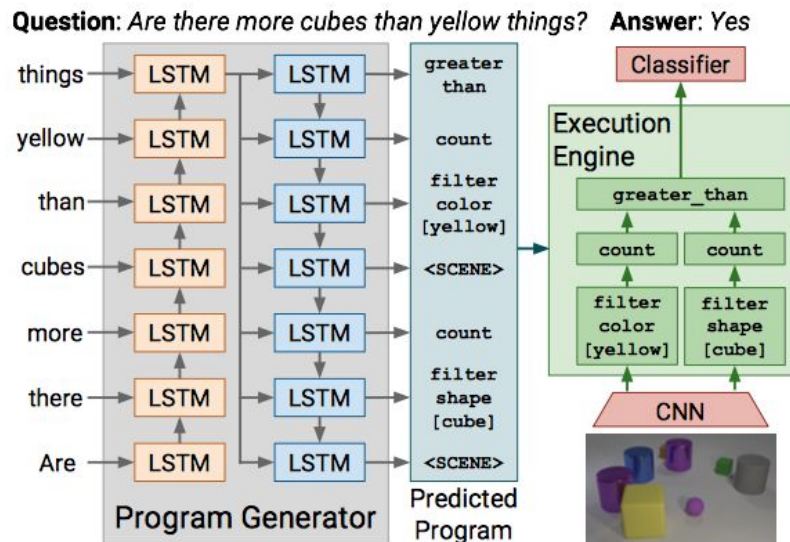 Question: Are there more cubes than yellow things? Answer: Yes
things
LSTM
LSTM
greater
than
yellow
LSTM
LSTM
count
than
LSTM
LSTM
filter
color
[yellow]
cubes
LSTM
LSTM
<SCENE>
more
LSTM
LSTM
count
there
LSTM
LSTM
filter
shape
[cube]
Are
LSTM
LSTM
<SCENE>
Program Generator
Predicted
Program
Classifier
Execution
Engine
greater_than
count
count
filter
color
[yellow]
filter
shape
[cube]
CNN